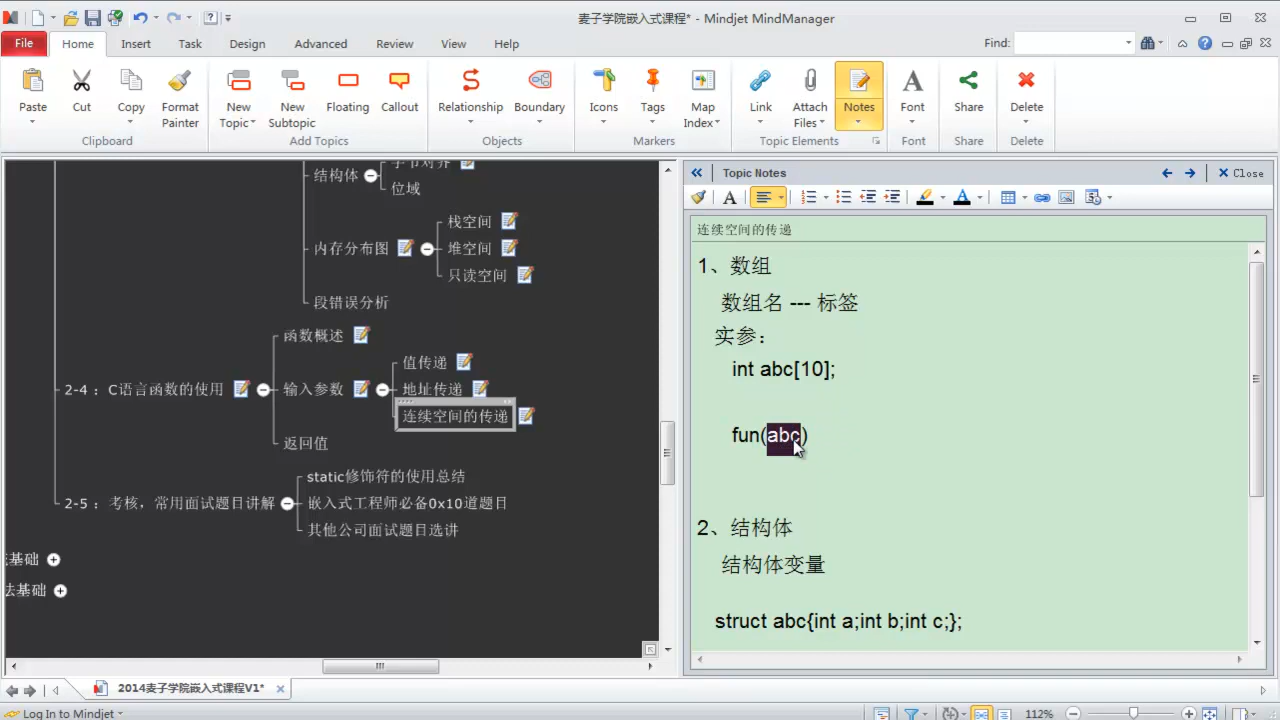 麦子学院嵌入式课程* - Mindjet MindManager
File Home Insert Task Design Advanced Review View Help Find:
Paste Cut Copy Format Painter New Topic New Subtopic Floating Callout Relationship Boundary Icons Tags Map Index Link Attach Files Notes Font Share Delete
Clipboard Add Topics Objects Markers Topic Elements Font Share Delete
结构体
字节对齐
位域
内存分布图
栈空间
堆空间
只读空间
段错误分析
2-4 : C语言函数的使用
函数概述
输入参数
值传递
地址传递
连续空间的传递
返回值
2-5 : 考核，常用面试题目讲解
static修饰符的使用总结
嵌入式工程师必备0x10道题目
其他公司面试题目选讲
基础
法基础
Topic Notes Close
连续空间的传递
1、数组
数组名 --- 标签
实参：
int abc[10];
fun(abc)
2、结构体
结构体变量
struct abc{int a;int b;int c;};
2014麦子学院嵌入式课程V1*
Log In to Mindjet 112%